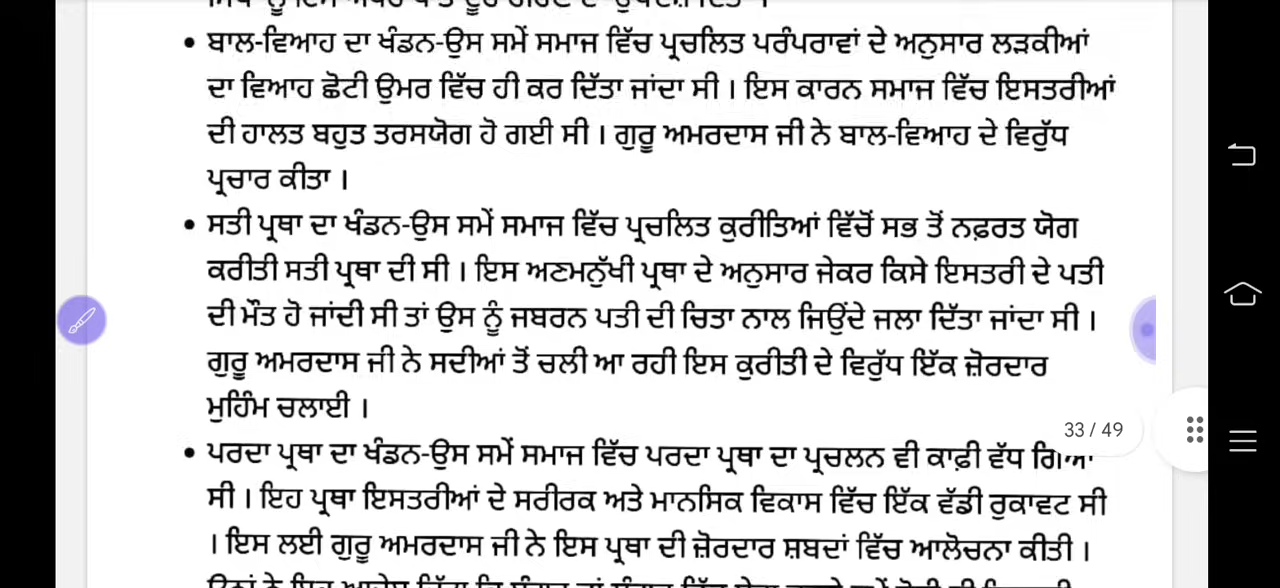 • ਬਾਲ-ਵਿਆਹ ਦਾ ਖੰਡਨ-ਉਸ ਸਮੇਂ ਸਮਾਜ ਵਿੱਚ ਪ੍ਰਚਲਿਤ ਪਰੰਪਰਾਵਾਂ ਦੇ ਅਨੁਸਾਰ ਲੜਕੀਆਂ
ਦਾ ਵਿਆਹ ਛੋਟੀ ਉਮਰ ਵਿੱਚ ਹੀ ਕਰ ਦਿੱਤਾ ਜਾਂਦਾ ਸੀ । ਇਸ ਕਾਰਨ ਸਮਾਜ ਵਿੱਚ ਇਸਤਰੀਆਂ
ਦੀ ਹਾਲਤ ਬਹੁਤ ਤਰਸਯੋਗ ਹੋ ਗਈ ਸੀ । ਗੁਰੂ ਅਮਰਦਾਸ ਜੀ ਨੇ ਬਾਲ-ਵਿਆਹ ਦੇ ਵਿਰੁੱਧ
ਪ੍ਰਚਾਰ ਕੀਤਾ ।
• ਸਤੀ ਪ੍ਰਥਾ ਦਾ ਖੰਡਨ-ਉਸ ਸਮੇਂ ਸਮਾਜ ਵਿੱਚ ਪ੍ਰਚਲਿਤ ਕੁਰੀਤਿਆਂ ਵਿੱਚੋਂ ਸਭ ਤੋਂ ਨਫ਼ਰਤ ਯੋਗ
ਕਰੀਤੀ ਸਤੀ ਪ੍ਰਥਾ ਦੀ ਸੀ । ਇਸ ਅਣਮਨੁੱਖੀ ਪ੍ਰਥਾ ਦੇ ਅਨੁਸਾਰ ਜੇਕਰ ਕਿਸੇ ਇਸਤਰੀ ਦੇ ਪਤੀ
ਦੀ ਮੌਤ ਹੋ ਜਾਂਦੀ ਸੀ ਤਾਂ ਉਸ ਨੂੰ ਜਬਰਨ ਪਤੀ ਦੀ ਚਿਤਾ ਨਾਲ ਜਿਉਂਦੇ ਜਲਾ ਦਿੱਤਾ ਜਾਂਦਾ ਸੀ ।
ਗੁਰੂ ਅਮਰਦਾਸ ਜੀ ਨੇ ਸਦੀਆਂ ਤੋਂ ਚਲੀ ਆ ਰਹੀ ਇਸ ਕੁਰੀਤੀ ਦੇ ਵਿਰੁੱਧ ਇੱਕ ਜ਼ੋਰਦਾਰ
ਮੁਹਿੰਮ ਚਲਾਈ ।
33 / 49
• ਪਰਦਾ ਪ੍ਰਥਾ ਦਾ ਖੰਡਨ-ਉਸ ਸਮੇਂ ਸਮਾਜ ਵਿੱਚ ਪਰਦਾ ਪ੍ਰਥਾ ਦਾ ਪ੍ਰਚਲਨ ਵੀ ਕਾਫ਼ੀ ਵੱਧ ਗਿਆ
ਸੀ । ਇਹ ਪ੍ਰਥਾ ਇਸਤਰੀਆਂ ਦੇ ਸਰੀਰਕ ਅਤੇ ਮਾਨਸਿਕ ਵਿਕਾਸ ਵਿੱਚ ਇੱਕ ਵੱਡੀ ਰੁਕਾਵਟ ਸੀ
। ਇਸ ਲਈ ਗੁਰੂ ਅਮਰਦਾਸ ਜੀ ਨੇ ਇਸ ਪ੍ਰਥਾ ਦੀ ਜ਼ੋਰਦਾਰ ਸ਼ਬਦਾਂ ਵਿੱਚ ਆਲੋਚਨਾ ਕੀਤੀ ।